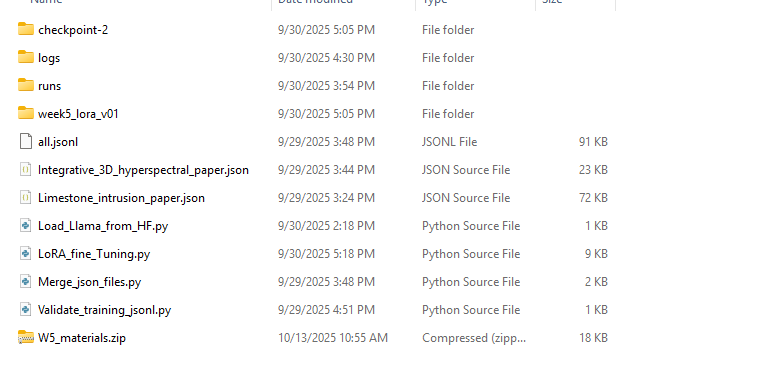 Name Date modified Type Size
checkpoint-2 9/30/2025 5:05 PM File folder
logs 9/30/2025 4:30 PM File folder
runs 9/30/2025 3:54 PM File folder
week5_lora_v01 9/30/2025 5:05 PM File folder
all.jsonl 9/29/2025 3:48 PM JSONL File 91 KB
Integrative_3D_hyperspectral_paper.json 9/29/2025 3:44 PM JSON Source File 23 KB
Limestone_intrusion_paper.json 9/29/2025 3:24 PM JSON Source File 72 KB
Load_Llama_from_HF.py 9/30/2025 2:18 PM Python Source File 1 KB
LoRA_fine_Tuning.py 9/30/2025 5:18 PM Python Source File 9 KB
Merge_json_files.py 9/29/2025 3:48 PM Python Source File 2 KB
Validate_training_jsonl.py 9/29/2025 4:51 PM Python Source File 1 KB
W5_materials.zip 10/13/2025 10:55 AM Compressed (zipp... 18 KB